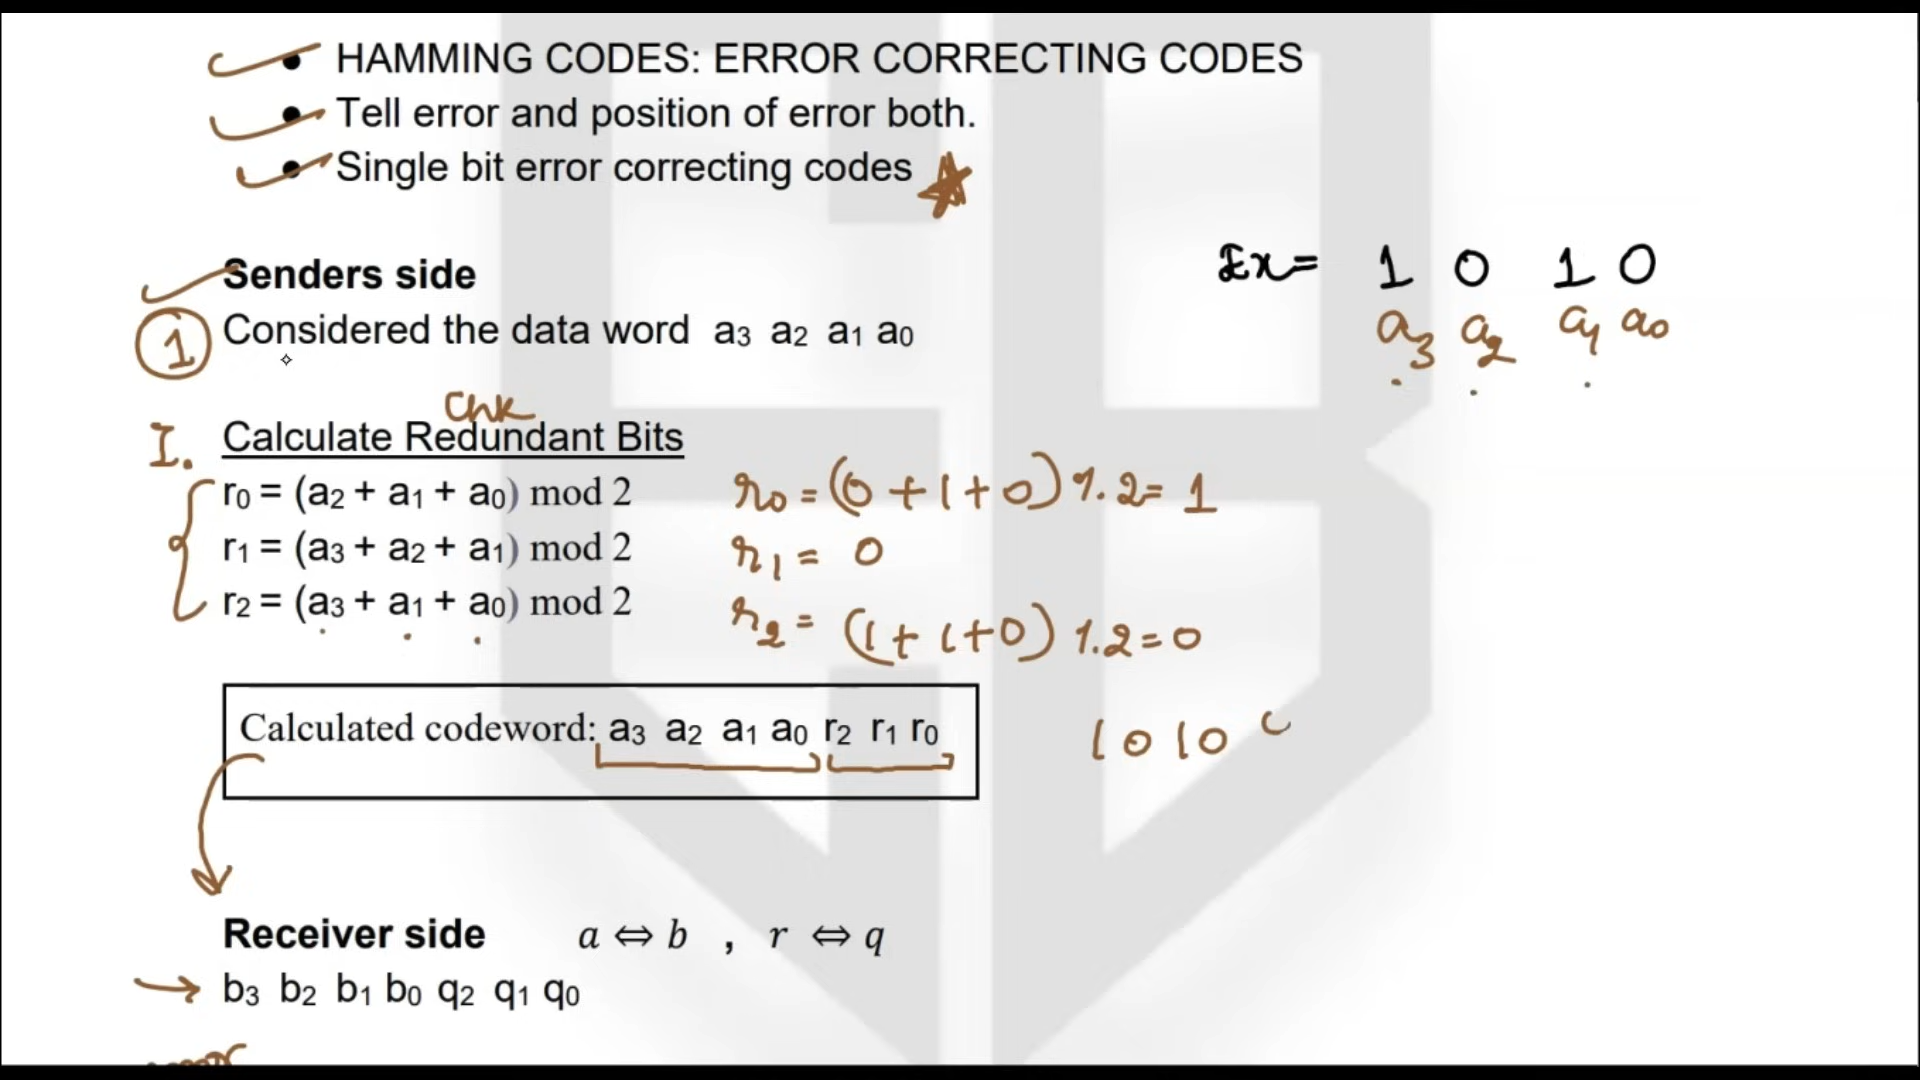 HAMMING CODES: ERROR CORRECTING CODES
Tell error and position of error both.
Single bit error correcting codes
Senders side
Ex= 1 0 1 0
a3 a2 a1 a0
1 Considered the data word a3 a2 a1 a0
Chk
I. Calculate Redundant Bits
r0 = (a2 + a1 + a0) mod 2 r0 = (0 + 1 + 0) %. 2 = 1
r1 = (a3 + a2 + a1) mod 2 r1 = 0
r2 = (a3 + a1 + a0) mod 2 r2 = (1 + 1 + 0) %. 2 = 0
Calculated codeword: a3 a2 a1 a0 r2 r1 r0 1 0 1 0
Receiver side a ⇔ b , r ⇔ q
→ b3 b2 b1 b0 q2 q1 q0